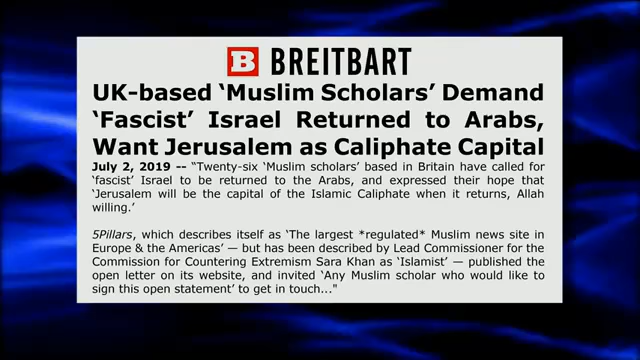 B BREITBART
UK-based ‘Muslim Scholars’ Demand
‘Fascist’ Israel Returned to Arabs,
Want Jerusalem as Caliphate Capital
July 2, 2019 -- “Twenty-six ‘Muslim scholars’ based in Britain have called for
‘fascist’ Israel to be returned to the Arabs, and expressed their hope that
‘Jerusalem will be the capital of the Islamic Caliphate when it returns, Allah
willing.’
5Pillars, which describes itself as ‘The largest *regulated* Muslim news site in
Europe & the Americas’ — but has been described by Lead Commissioner for the
Commission for Countering Extremism Sara Khan as ‘Islamist’ — published the
open letter on its website, and invited ‘Any Muslim scholar who would like to
sign this open statement’ to get in touch..."